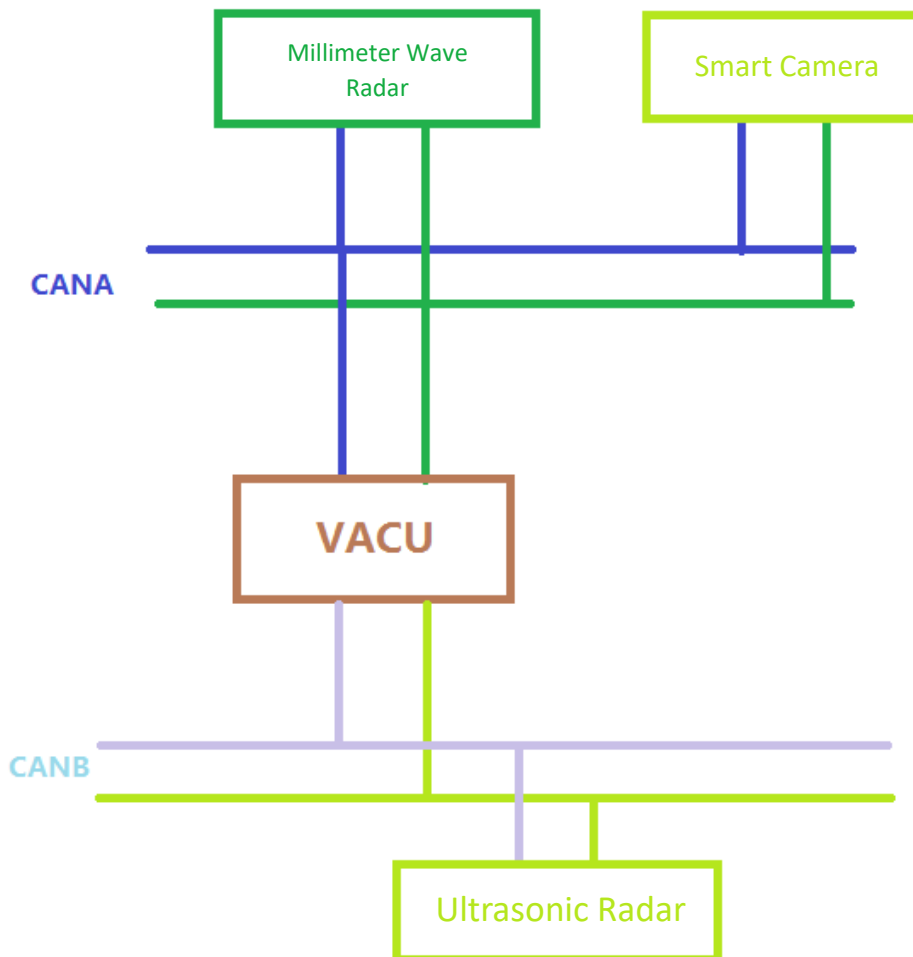 Millimeter Wave
Radar
Smart Camera
CANA
VACU
CANB
Ultrasonic Radar